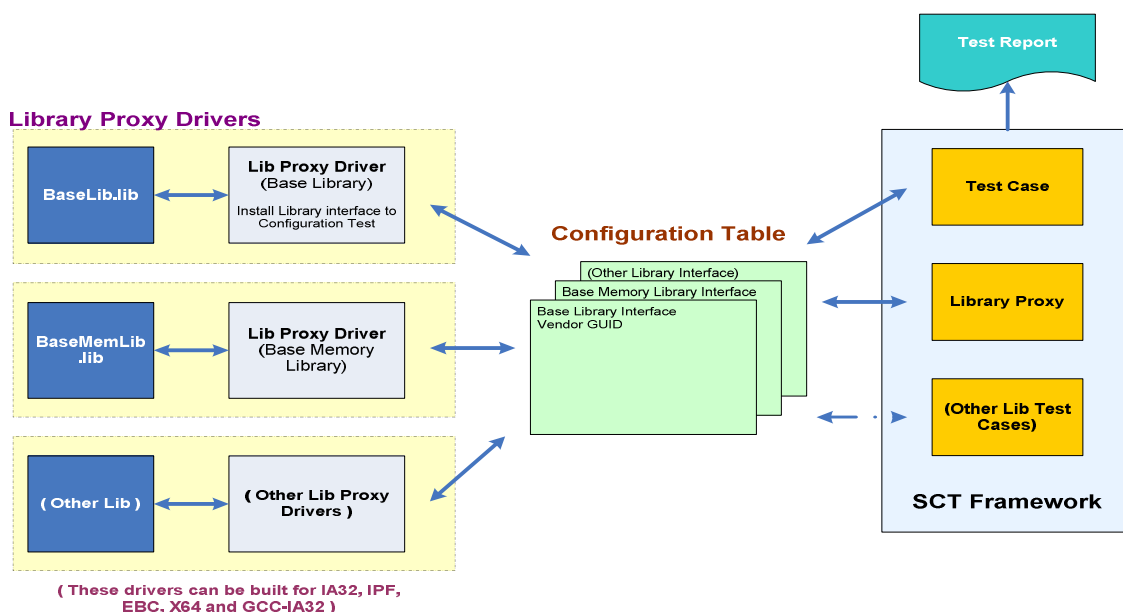 Test Report
Library Proxy Drivers
BaseLib.lib
Lib Proxy Driver
(Base Library)
Install Library interface to
Configuration Test
BaseMemLib
.lib
Lib Proxy Driver
(Base Memory
Library)
( Other Lib )
( Other Lib Proxy
Drivers )
( These drivers can be built for IA32, IPF,
EBC, X64 and GCC-IA32 )
Configuration Table
(Other Library Interface)
Base Memory Library Interface
Base Library Interface
Vendor GUID
Test Case
Library Proxy
(Other Lib Test
Cases)
SCT Framework